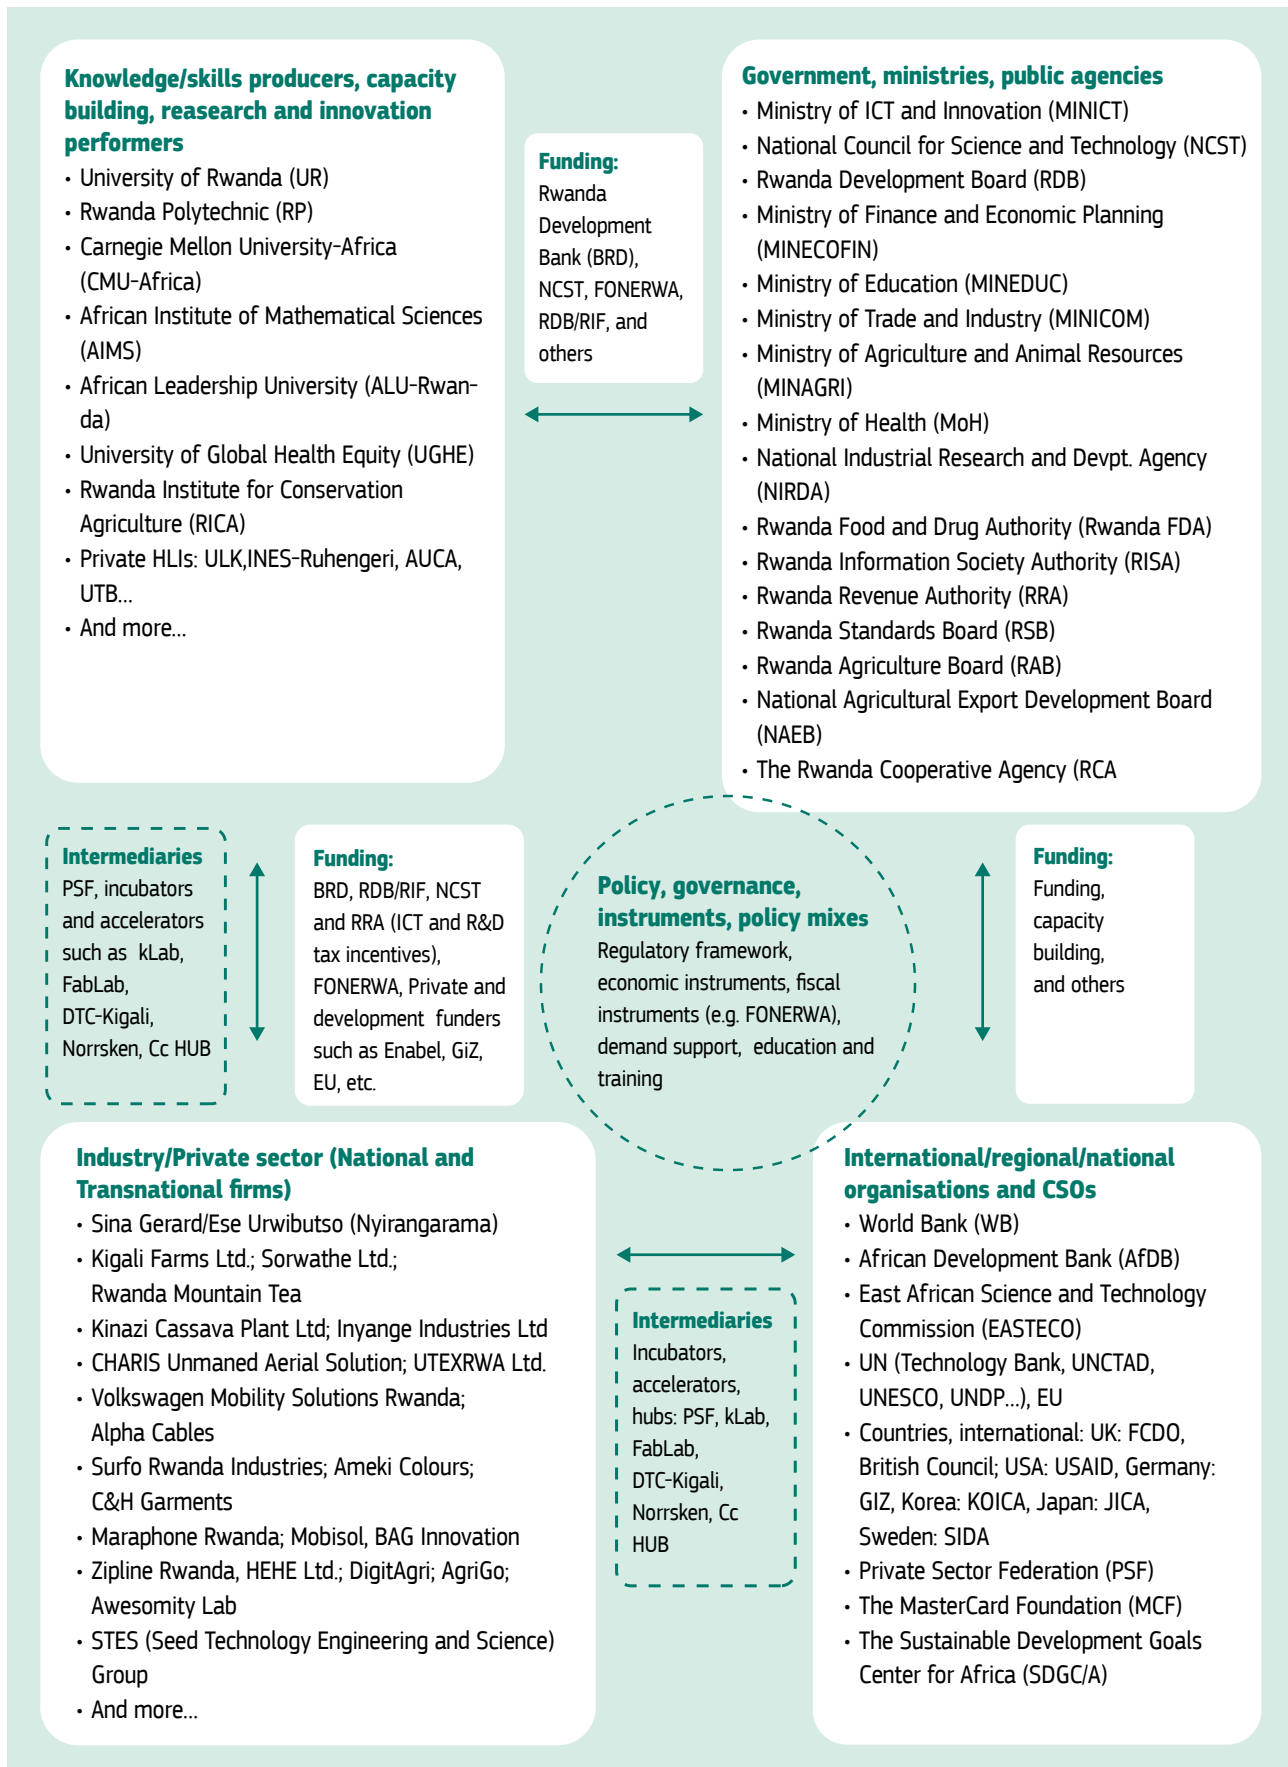 Knowledge/skills producers, capacity
building, reasearch and innovation
performers
• University of Rwanda (UR)
• Rwanda Polytechnic (RP)
• Carnegie Mellon University-Africa
(CMU-Africa)
• African Institute of Mathematical Sciences
(AIMS)
• African Leadership University (ALU-Rwan-
da)
• University of Global Health Equity (UGHE)
• Rwanda Institute for Conservation
Agriculture (RICA)
• Private HLIs: ULK,INES-Ruhengeri, AUCA,
UTB...
• And more...
Funding:
Rwanda
Development
Bank (BRD),
NCST, FONERWA,
RDB/RIF, and
others
Government, ministries, public agencies
• Ministry of ICT and Innovation (MINICT)
• National Council for Science and Technology (NCST)
• Rwanda Development Board (RDB)
• Ministry of Finance and Economic Planning
(MINECOFIN)
• Ministry of Education (MINEDUC)
• Ministry of Trade and Industry (MINICOM)
• Ministry of Agriculture and Animal Resources
(MINAGRI)
• Ministry of Health (MoH)
• National Industrial Research and Devpt. Agency
(NIRDA)
• Rwanda Food and Drug Authority (Rwanda FDA)
• Rwanda Information Society Authority (RISA)
• Rwanda Revenue Authority (RRA)
• Rwanda Standards Board (RSB)
• Rwanda Agriculture Board (RAB)
• National Agricultural Export Development Board
(NAEB)
• The Rwanda Cooperative Agency (RCA
Intermediaries
PSF, incubators
and accelerators
such as kLab,
FabLab,
DTC-Kigali,
Norrsken, Cc HUB
Funding:
BRD, RDB/RIF, NCST
and RRA (ICT and R&D
tax incentives),
FONERWA, Private and
development funders
such as Enabel, GiZ,
EU, etc.
Policy, governance,
instruments, policy mixes
Regulatory framework,
economic instruments, fiscal
instruments (e.g. FONERWA),
demand support, education and
training
Funding:
Funding,
capacity
building,
and others
Industry/Private sector (National and
Transnational firms)
• Sina Gerard/Ese Urwibutso (Nyirangarama)
• Kigali Farms Ltd.; Sorwathe Ltd.;
Rwanda Mountain Tea
• Kinazi Cassava Plant Ltd; Inyange Industries Ltd
• CHARIS Unmaned Aerial Solution; UTEXRWA Ltd.
• Volkswagen Mobility Solutions Rwanda;
Alpha Cables
• Surfo Rwanda Industries; Ameki Colours;
C&H Garments
• Maraphone Rwanda; Mobisol, BAG Innovation
• Zipline Rwanda, HEHE Ltd.; DigitAgri; AgriGo;
Awesomity Lab
• STES (Seed Technology Engineering and Science)
Group
• And more...
Intermediaries
Incubators,
accelerators,
hubs: PSF, kLab,
FabLab,
DTC-Kigali,
Norrsken, Cc
HUB
International/regional/national
organisations and CSOs
• World Bank (WB)
• African Development Bank (AfDB)
• East African Science and Technology
Commission (EASTECO)
• UN (Technology Bank, UNCTAD,
UNESCO, UNDP...), EU
• Countries, international: UK: FCDO,
British Council; USA: USAID, Germany:
GIZ, Korea: KOICA, Japan: JICA,
Sweden: SIDA
• Private Sector Federation (PSF)
• The MasterCard Foundation (MCF)
• The Sustainable Development Goals
Center for Africa (SDGC/A)